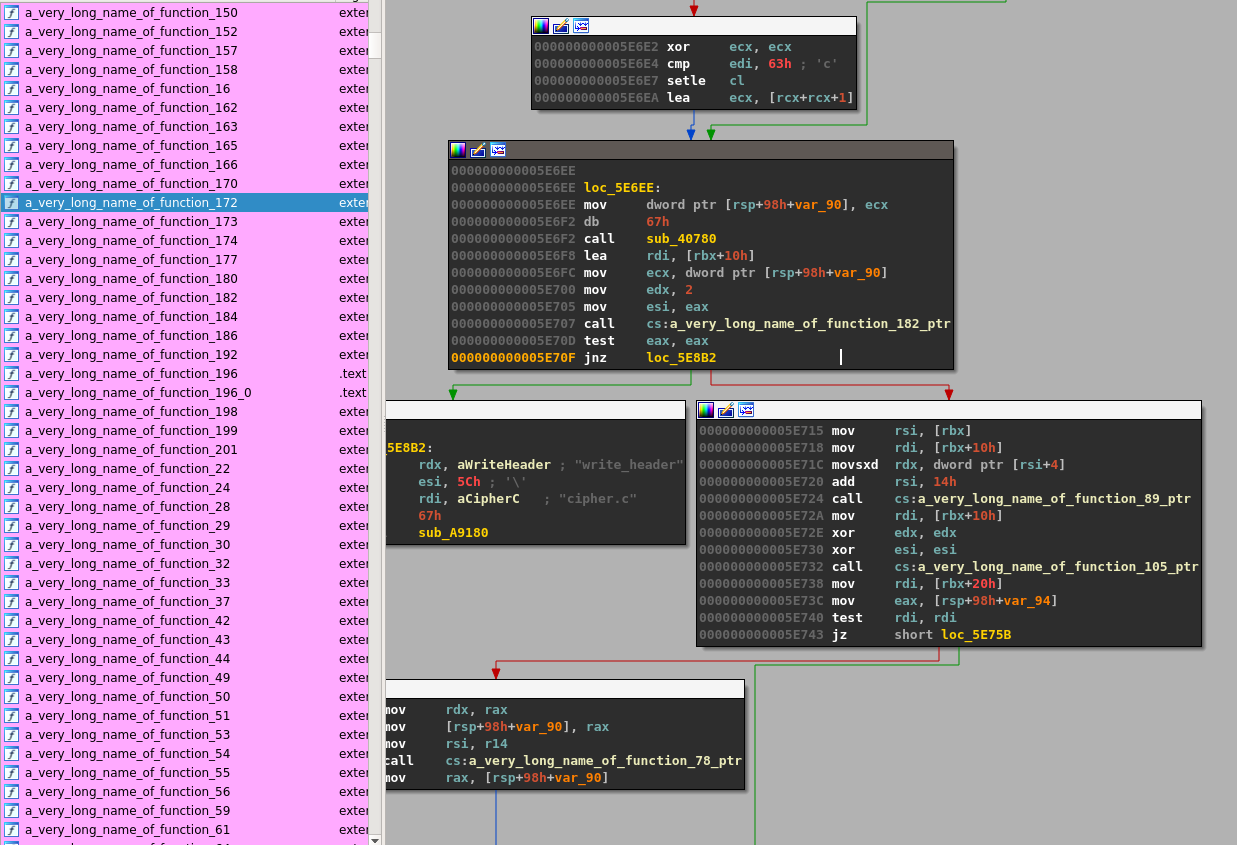 a_very_long_name_of_function_150 exter
a_very_long_name_of_function_152 exter
a_very_long_name_of_function_157 exter
a_very_long_name_of_function_158 exter
a_very_long_name_of_function_16 exter
a_very_long_name_of_function_162 exter
a_very_long_name_of_function_163 exter
a_very_long_name_of_function_165 exter
a_very_long_name_of_function_166 exter
a_very_long_name_of_function_170 exter
a_very_long_name_of_function_172 exter
a_very_long_name_of_function_173 exter
a_very_long_name_of_function_174 exter
a_very_long_name_of_function_177 exter
a_very_long_name_of_function_180 exter
a_very_long_name_of_function_182 exter
a_very_long_name_of_function_184 exter
a_very_long_name_of_function_186 exter
a_very_long_name_of_function_192 exter
a_very_long_name_of_function_196 .text
a_very_long_name_of_function_196_0 .text
a_very_long_name_of_function_198 exter
a_very_long_name_of_function_199 exter
a_very_long_name_of_function_201 exter
a_very_long_name_of_function_22 exter
a_very_long_name_of_function_24 exter
a_very_long_name_of_function_28 exter
a_very_long_name_of_function_29 exter
a_very_long_name_of_function_30 exter
a_very_long_name_of_function_32 exter
a_very_long_name_of_function_33 exter
a_very_long_name_of_function_37 exter
a_very_long_name_of_function_42 exter
a_very_long_name_of_function_43 exter
a_very_long_name_of_function_44 exter
a_very_long_name_of_function_49 exter
a_very_long_name_of_function_50 exter
a_very_long_name_of_function_51 exter
a_very_long_name_of_function_53 exter
a_very_long_name_of_function_54 exter
a_very_long_name_of_function_55 exter
a_very_long_name_of_function_56 exter
a_very_long_name_of_function_59 exter
a_very_long_name_of_function_61 exter
000000000005E6E2 xor ecx, ecx
000000000005E6E4 cmp edi, 63h ; 'c'
000000000005E6E7 setle cl
000000000005E6EA lea ecx, [rcx+rcx+1]
000000000005E6EE
000000000005E6EE loc_5E6EE:
000000000005E6EE mov dword ptr [rsp+98h+var_90], ecx
000000000005E6F2 db 67h
000000000005E6F2 call sub_40780
000000000005E6F8 lea rdi, [rbx+10h]
000000000005E6FC mov ecx, dword ptr [rsp+98h+var_90]
000000000005E700 mov edx, 2
000000000005E705 mov esi, eax
000000000005E707 call cs:a_very_long_name_of_function_182_ptr
000000000005E70D test eax, eax
000000000005E70F jnz loc_5E8B2
5E8B2:
rdx, aWriteHeader ; "write_header"
esi, 5Ch ; '\'
rdi, aCipherC ; "cipher.c"
67h
sub_A9180
000000000005E715 mov rsi, [rbx]
000000000005E718 mov rdi, [rbx+10h]
000000000005E71C movsxd rdx, dword ptr [rsi+4]
000000000005E720 add rsi, 14h
000000000005E724 call cs:a_very_long_name_of_function_89_ptr
000000000005E72A mov rdi, [rbx+10h]
000000000005E72E xor edx, edx
000000000005E730 xor esi, esi
000000000005E732 call cs:a_very_long_name_of_function_105_ptr
000000000005E738 mov rdi, [rbx+20h]
000000000005E73C mov eax, [rsp+98h+var_94]
000000000005E740 test rdi, rdi
000000000005E743 jz short loc_5E75B
mov rdx, rax
mov [rsp+98h+var_90], rax
mov rsi, r14
call cs:a_very_long_name_of_function_78_ptr
mov rax, [rsp+98h+var_90]